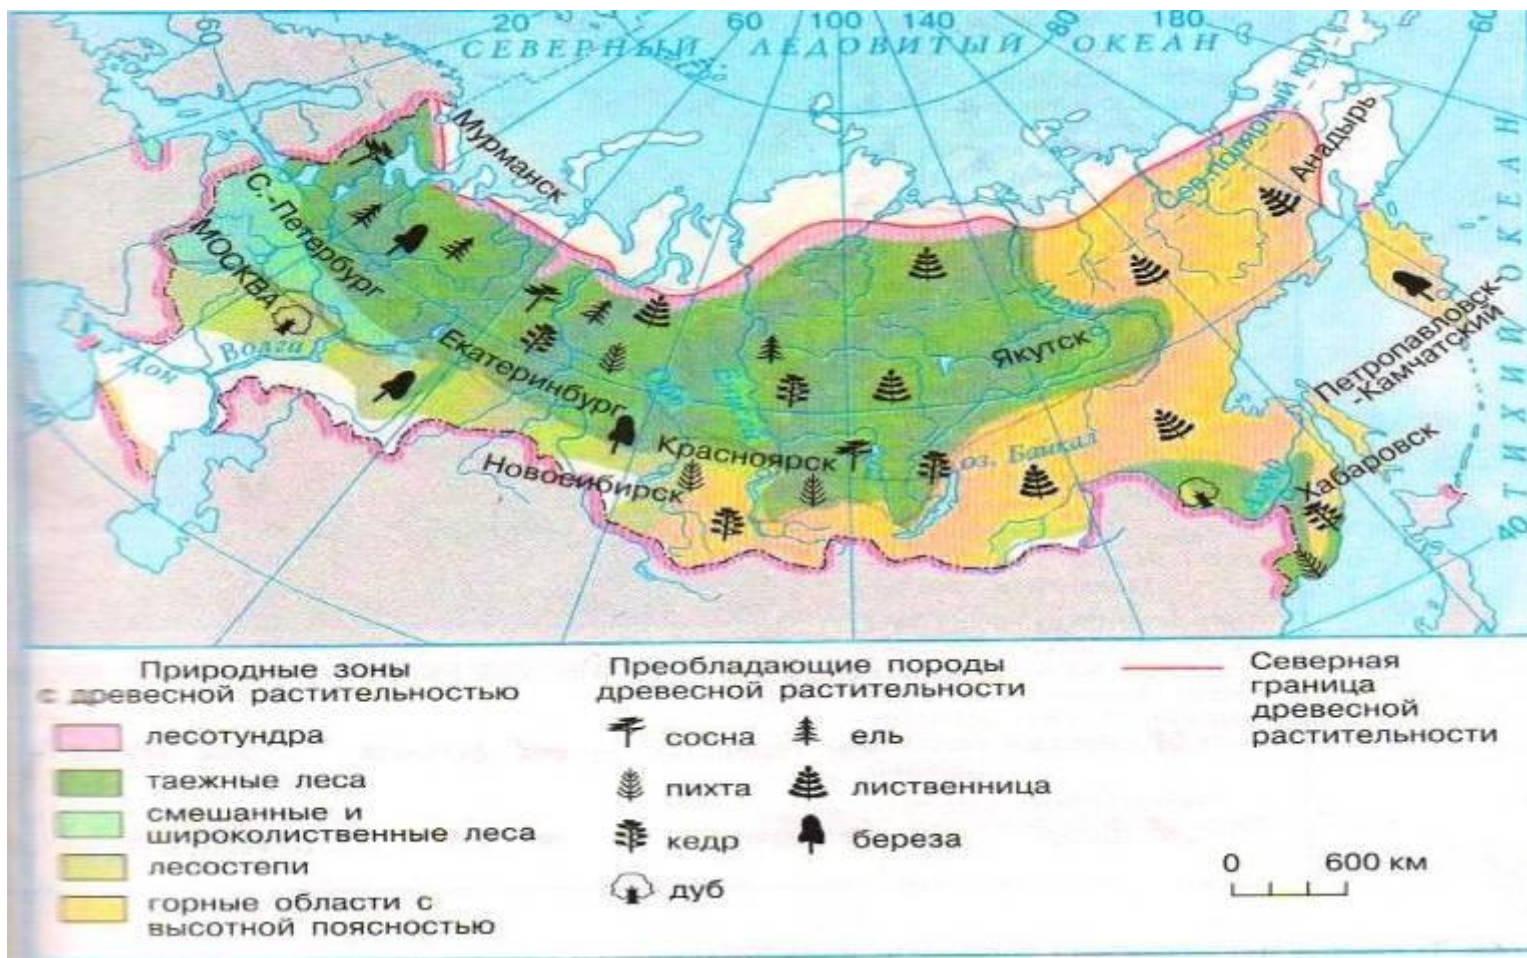 20
60
100
140
80
180
60
60
СЕВЕРНЫЙ ЛЕДОВИТЫЙ ОКЕАН
Сев. полярный круг
Мурманск
Анадырь
С.-Петербург
МОСКВА
Волга
Дон
Екатеринбург
Якутск
Петропавловск-
-Камчатский
ТИХИЙ ОКЕАН
Красноярск
оз. Байкал
Новосибирск
Хабаровск
40
Природные зоны
с древесной растительностью
лесотундра
таежные леса
смешанные и
широколиственные леса
лесостепи
горные области с
высотной поясностью
Преобладающие породы
древесной растительности
сосна
ель
пихта
лиственница
кедр
береза
дуб
Северная
граница
древесной
растительности
0 600 км